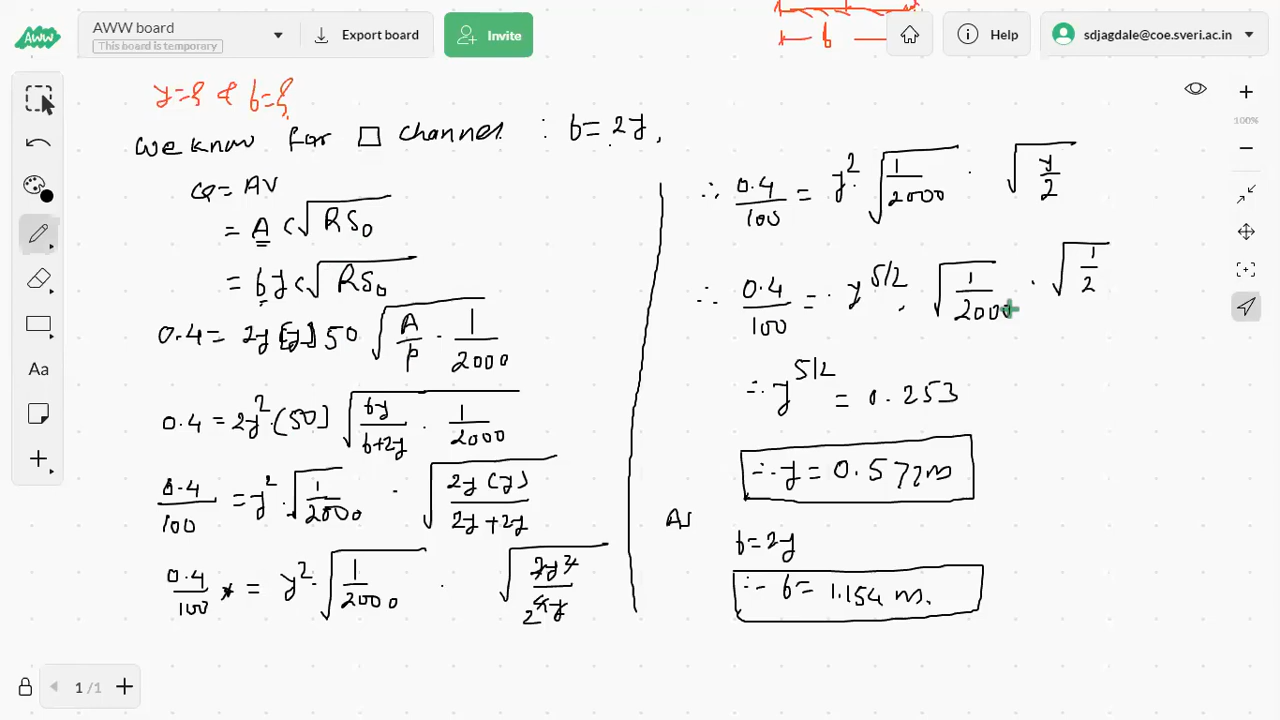 AWW board
This board is temporary
Export board
Invite
Help
sdjagdale@coe.sveri.ac.in
b
y=? & b=?
We know for □ channel : b = 2y,
Q = AV
= A C√RS₀
= by C√RS₀
0.4 = 2y[y] 50 √A/P · 1/2000
0.4 = 2y²·(50) √by/b+2y · 1/2000
0.4/100 = y²·√1/2000 · √2y(y)/2y+2y
0.4/100 = y²·√1/2000 · √2y²/4y 2
∴ 0.4/100 = y²·√1/2000 · √y/2
∴ 0.4/100 = y^5/2 · √1/2000 · √1/2
∴ y^5/2 = 0.253
∴ y = 0.577m
As
b = 2y
∴ b = 1.154 m.
Aa
100%
1/1